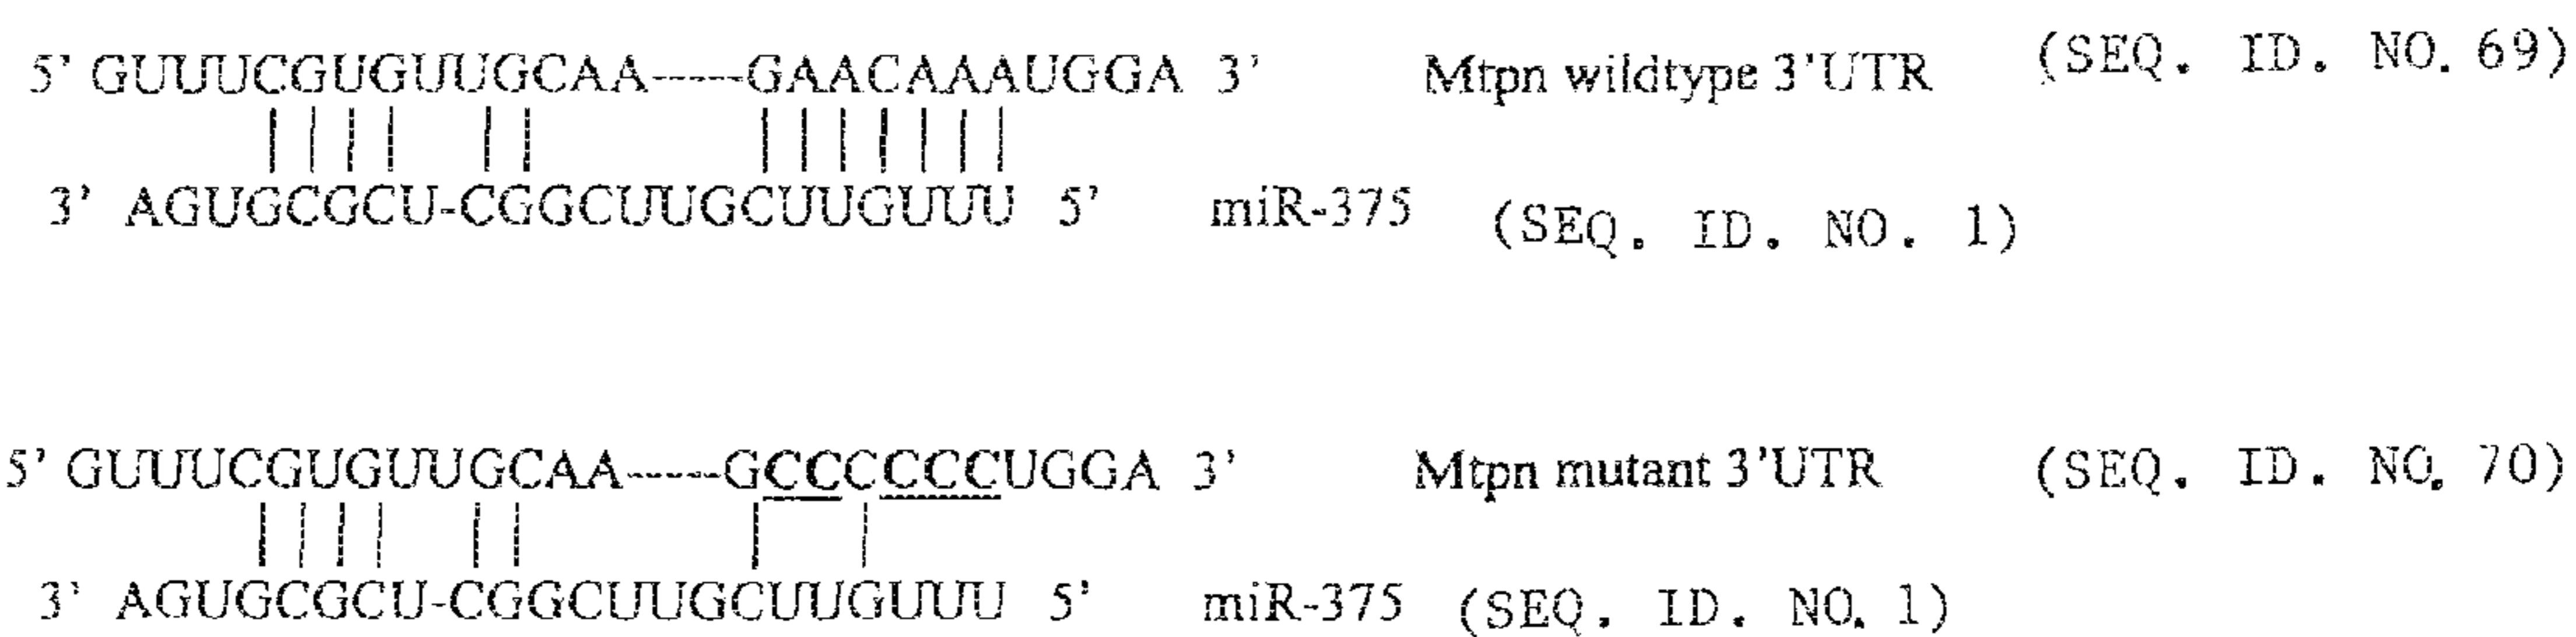 5' GUUUCGUGUUGCAA-----GAACAAAUGGA 3' Mtpn wildtype 3'UTR (SEQ. ID. NO. 69)
3' AGUGCGCU-CGGCUUGCUUGUUU 5' miR-375 (SEQ. ID. NO. 1)
5' GUUUCGUGUUGCAA-----GCCCCCCUGGA 3' Mtpn mutant 3'UTR (SEQ. ID. NO. 70)
3' AGUGCGCU-CGGCUUGCUUGUUU 5' miR-375 (SEQ. ID. NO. 1)